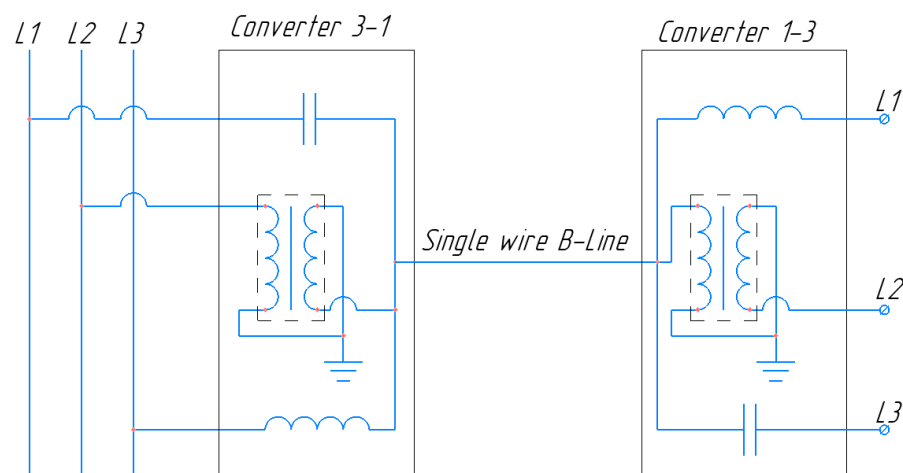 L1 L2 L3
Converter 3-1
Converter 1-3
L1
Single wire B-Line
L2
L3